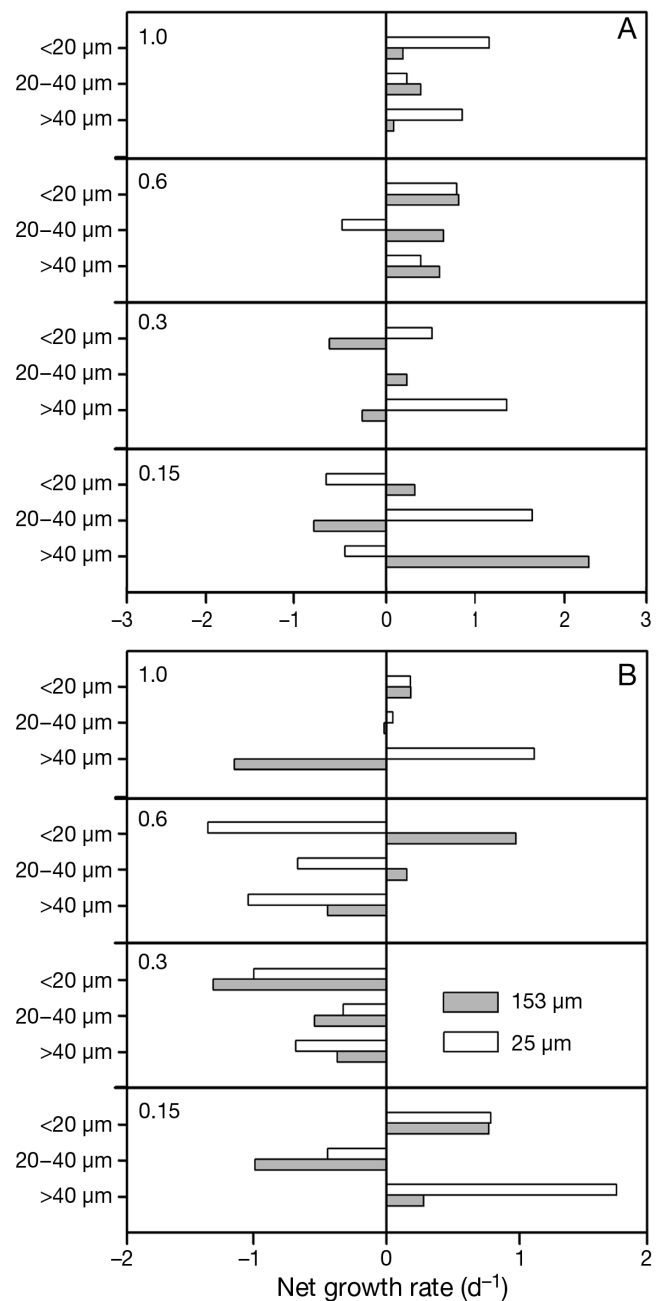 A
1.0
<20 µm
20–40 µm
>40 µm
0.6
<20 µm
20–40 µm
>40 µm
0.3
<20 µm
20–40 µm
>40 µm
0.15
<20 µm
20–40 µm
>40 µm
–3 –2 –1 0 1 2 3
B
1.0
<20 µm
20–40 µm
>40 µm
0.6
<20 µm
20–40 µm
>40 µm
0.3
<20 µm
20–40 µm
>40 µm
153 µm
25 µm
0.15
<20 µm
20–40 µm
>40 µm
–2 –1 0 1 2
Net growth rate (d–1)